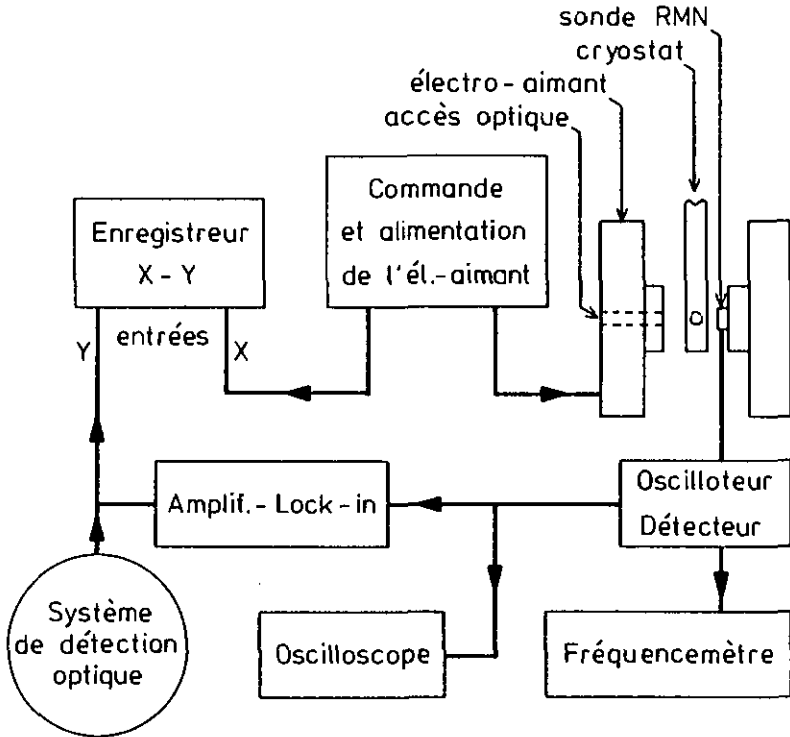 sonde RMN
cryostat
électro-aimant
accès optique
Commande
et alimentation
de l'él.-aimant
Enregistreur
X-Y
entrées
Y
X
Amplif.-Lock-in
Oscilloteur
Détecteur
Système
de détection
optique
Oscilloscope
Fréquencemètre